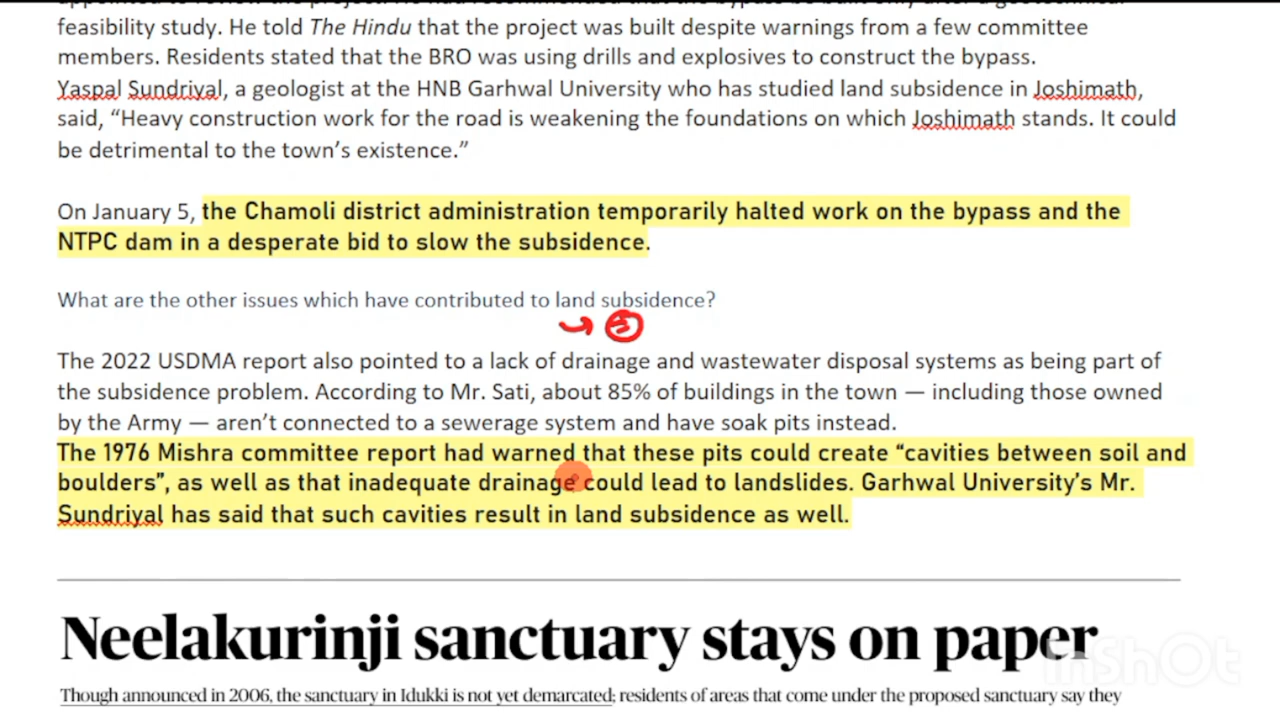 feasibility study. He told The Hindu that the project was built despite warnings from a few committee
members. Residents stated that the BRO was using drills and explosives to construct the bypass.
Yaspal Sundriyal, a geologist at the HNB Garhwal University who has studied land subsidence in Joshimath,
said, “Heavy construction work for the road is weakening the foundations on which Joshimath stands. It could
be detrimental to the town’s existence.”
On January 5, the Chamoli district administration temporarily halted work on the bypass and the
NTPC dam in a desperate bid to slow the subsidence.
What are the other issues which have contributed to land subsidence?
The 2022 USDMA report also pointed to a lack of drainage and wastewater disposal systems as being part of
the subsidence problem. According to Mr. Sati, about 85% of buildings in the town — including those owned
by the Army — aren’t connected to a sewerage system and have soak pits instead.
The 1976 Mishra committee report had warned that these pits could create “cavities between soil and
boulders”, as well as that inadequate drainage could lead to landslides. Garhwal University’s Mr.
Sundriyal has said that such cavities result in land subsidence as well.
Neelakurinji sanctuary stays on paper
InShOt
Though announced in 2006, the sanctuary in Idukki is not yet demarcated; residents of areas that come under the proposed sanctuary say they